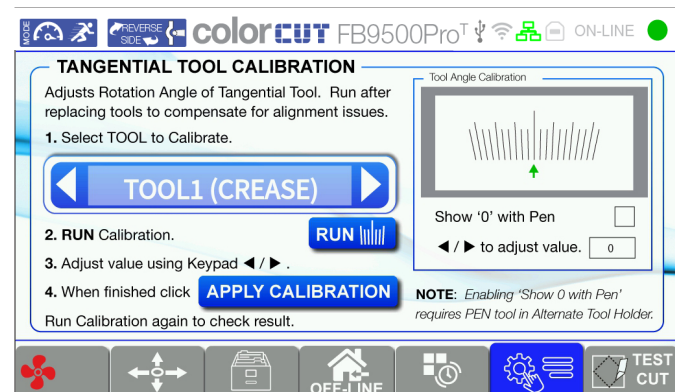 MODE
REVERSE
SIDE
colorCUT FB9500ProT ON-LINE
TANGENTIAL TOOL CALIBRATION
Adjusts Rotation Angle of Tangential Tool. Run after
replacing tools to compensate for alignment issues.
1. Select TOOL to Calibrate.
TOOL1 (CREASE)
2. RUN Calibration.
RUN
3. Adjust value using Keypad ◀ / ▶ .
4. When finished click APPLY CALIBRATION
Run Calibration again to check result.
Tool Angle Calibration
Show ‘0’ with Pen
◀ / ▶ to adjust value. 0
NOTE: Enabling ‘Show 0 with Pen’
requires PEN tool in Alternate Tool Holder.
OFF-LINE
TEST
CUT